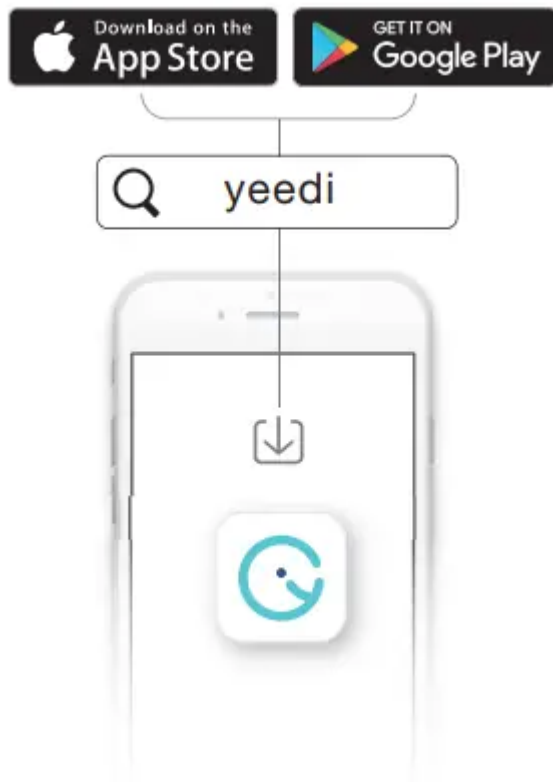 Download on the
App Store
GET IT ON
Google Play
yeedi